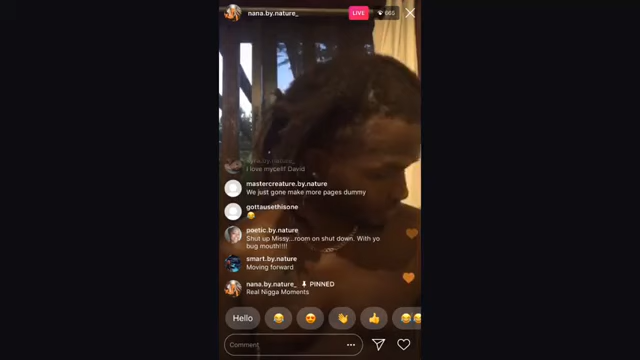 nana.by.nature_
LIVE
665
I love mycelf David
mastercreature.by.nature
We just gone make more pages dummy
gottausethisone
😂
poetic.by.nature
Shut up Missy...room on shut down. With yo
bug mouth!!!!
smart.by.nature
Moving forward
nana.by.nature_ PINNED
Real Nigga Moments
Hello
Comment